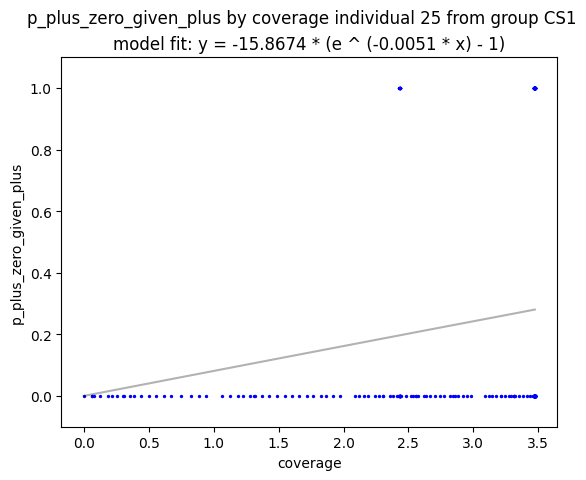 p_plus_zero_given_plus by coverage individual 25 from group CS1
model fit: y = -15.8674 * (e ^ (-0.0051 * x) - 1)
1.0
0.8
0.6
0.4
0.2
0.0
p_plus_zero_given_plus
0.0 0.5 1.0 1.5 2.0 2.5 3.0 3.5
coverage